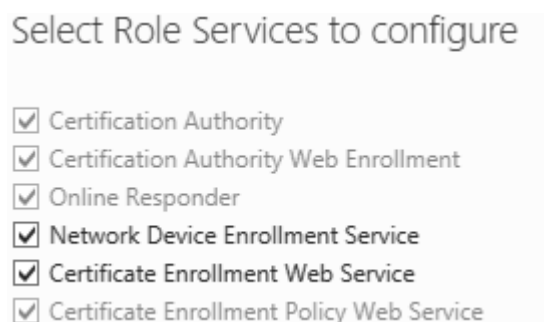 Select Role Services to configure
Certification Authority
Certification Authority Web Enrollment
Online Responder
Network Device Enrollment Service
Certificate Enrollment Web Service
Certificate Enrollment Policy Web Service